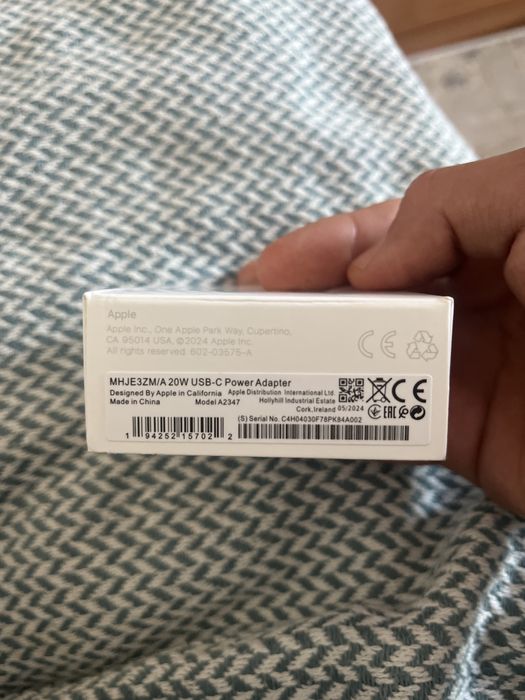 Apple
Apple Inc., One Apple Park Way, Cupertino,
CA 95014 USA. ©2024 Apple Inc.
All rights reserved. 602-03575-A
MHJE3ZM/A 20W USB-C Power Adapter
Designed By Apple in California Apple Distribution International Ltd.
Made in China Model A2347 Hollyhill Industrial Estate
Cork, Ireland 05/2024
(S) Serial No. C4H04030F78PK84A002
1 94252 15702 2